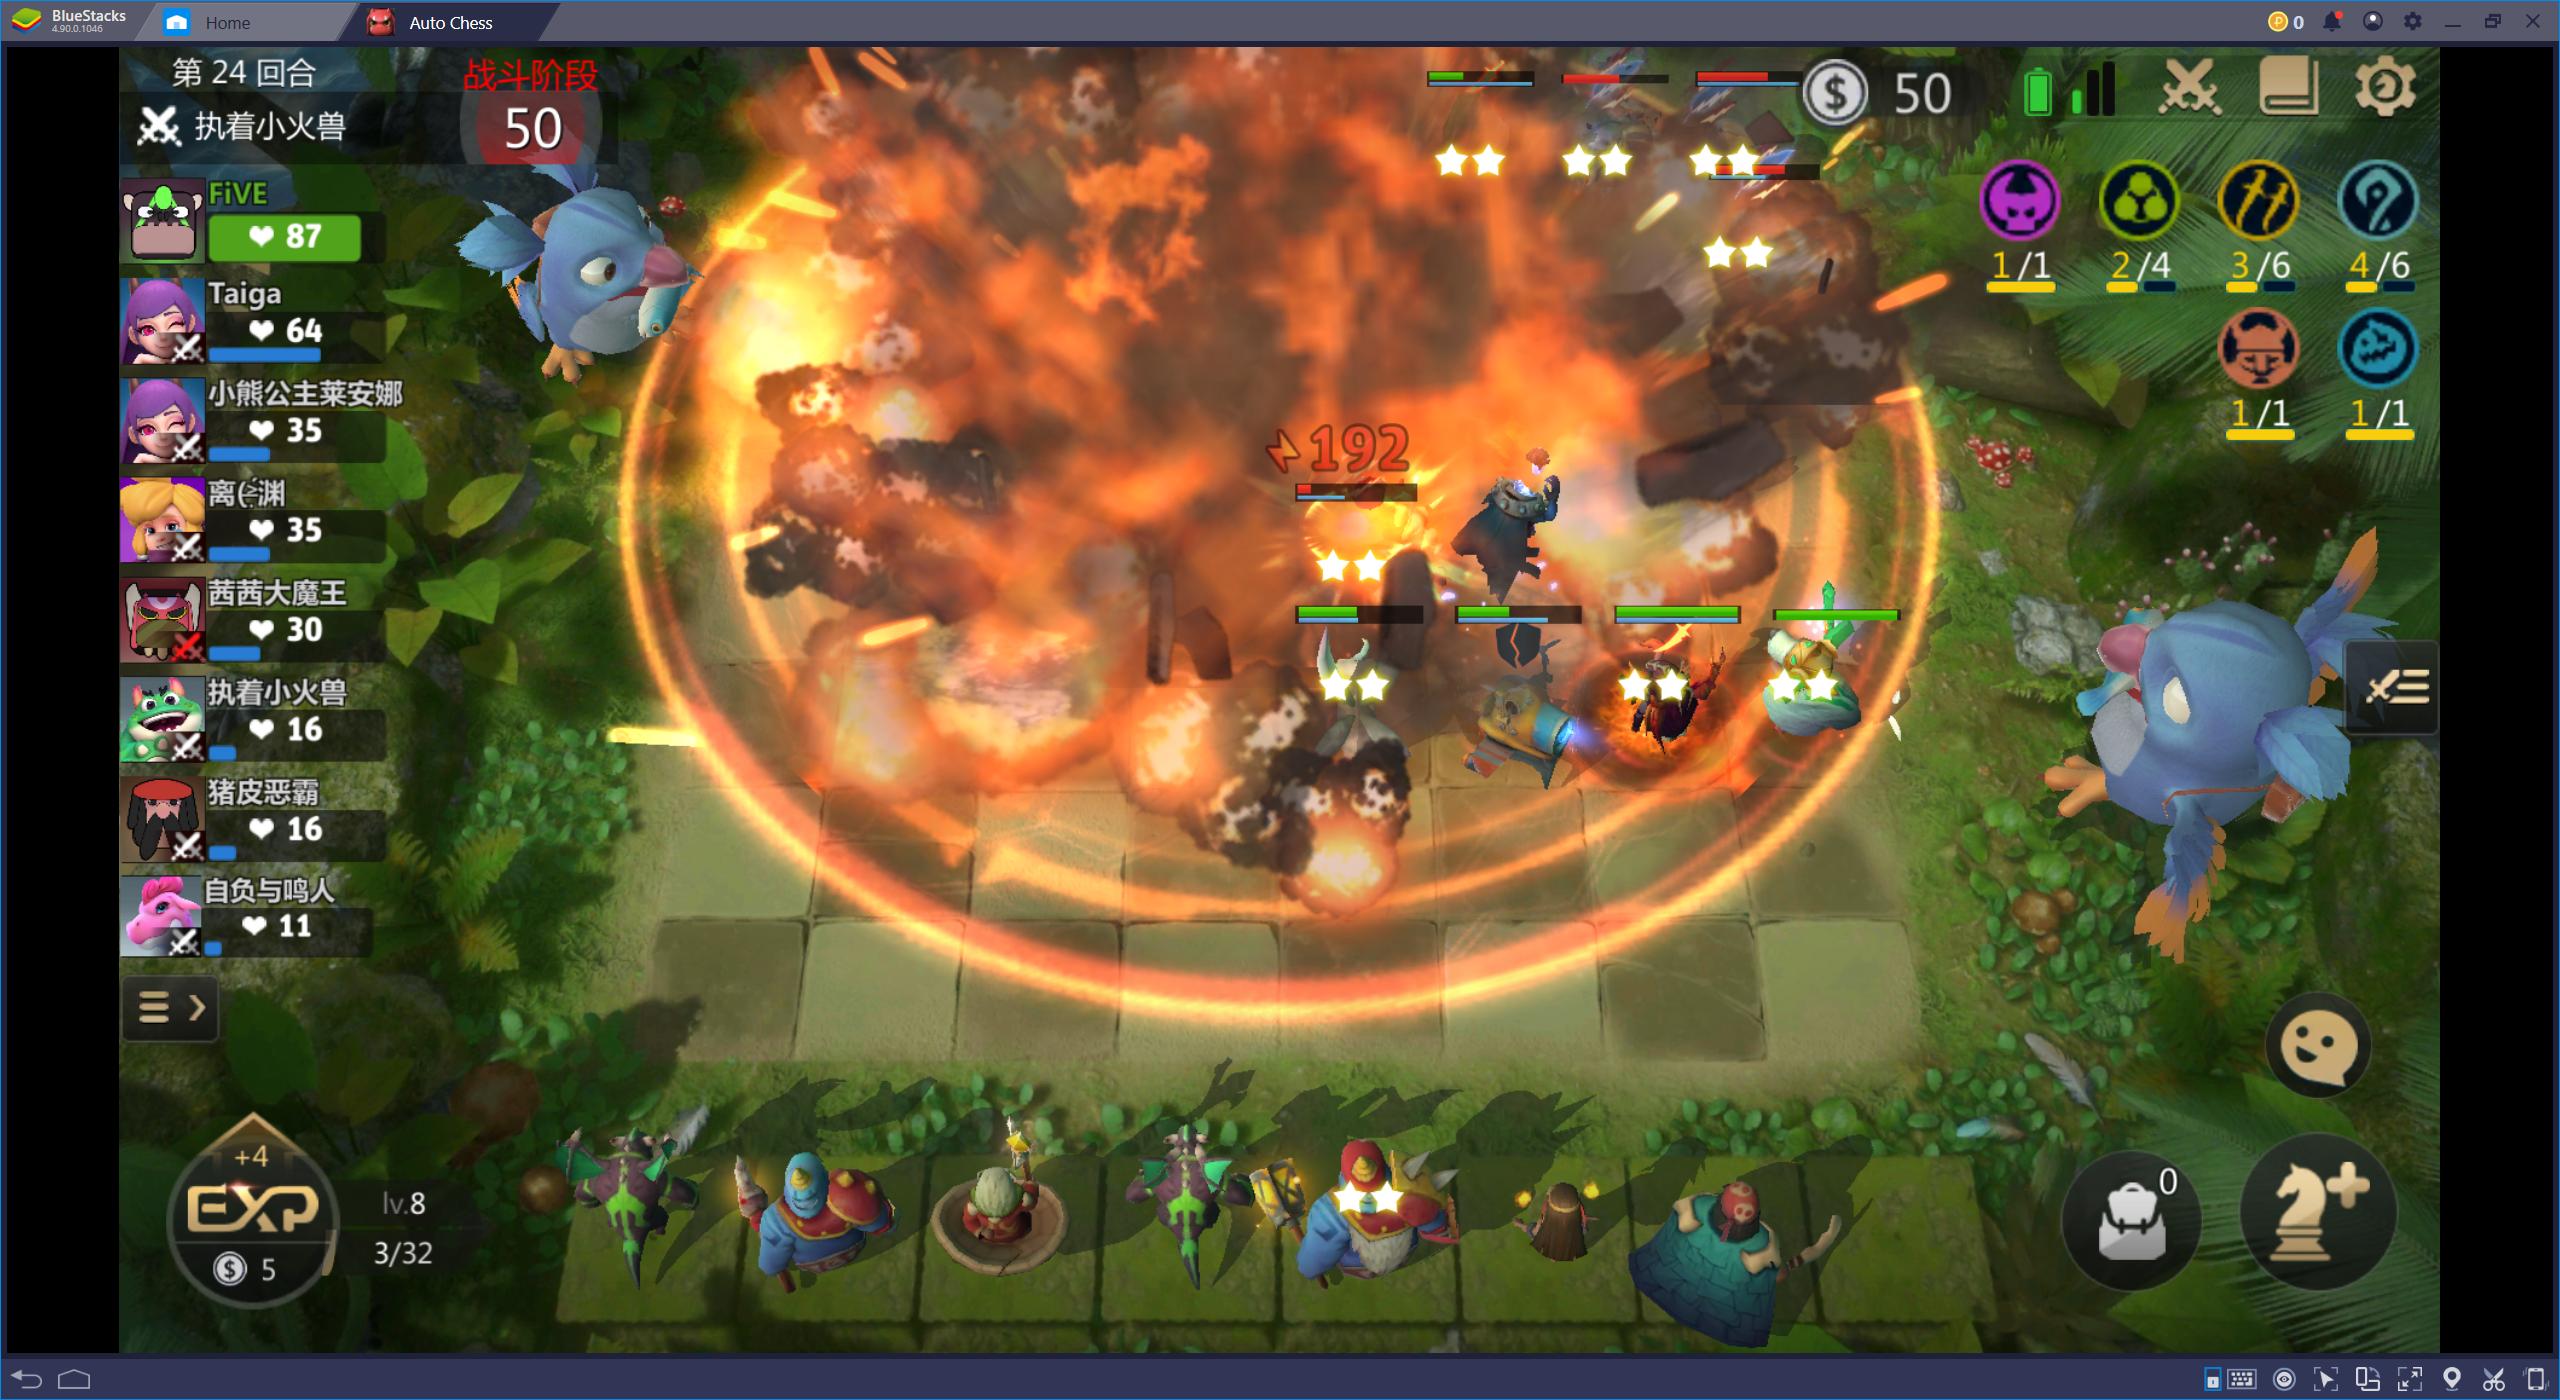 BlueStacks
4.90.0.1046
Home
Auto Chess
0
第 24 回合
战斗阶段
执着小火兽
50
50
FiVE
87
Taiga
64
小熊公主莱安娜
35
35
茜茜大魔王
30
执着小火兽
16
猪皮恶霸
16
自负与鸣人
11
1/1
2/4
3/6
4/6
1/1
1/1
192
+4
EXP
5
lv.8
3/32
0